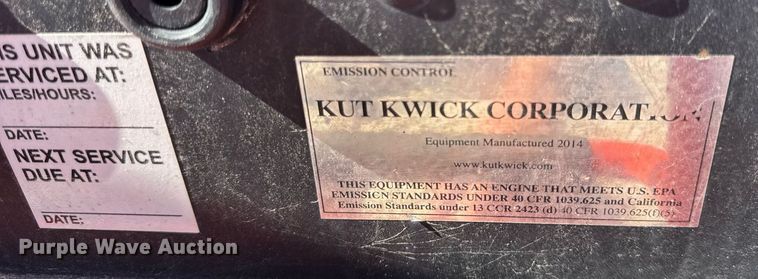 IS UNIT WAS
ERVICED AT:
ILES/HOURS:
DATE:
NEXT SERVICE
DUE AT:
DATE:
EMISSION CONTROL
KUT KWICK CORPORATION
Equipment Manufactured 2014
www.kutkwick.com
THIS EQUIPMENT HAS AN ENGINE THAT MEETS U.S. EPA
EMISSION STANDARDS UNDER 40 CFR 1039.625 and California
Emission Standards under 13 CCR 2423 (d) 40 CFR 1039.625(f)(5)
Purple Wave Auction